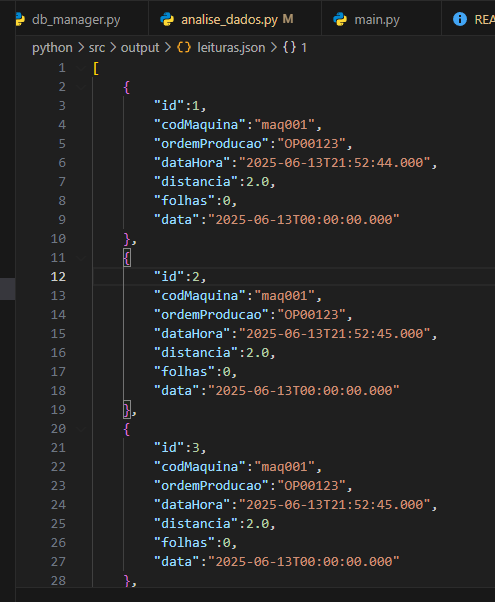 db_manager.py analise_dados.py M main.py REA
python > src > output > {} leituras.json > {} 1
1 [
2 {
3 "id":1,
4 "codMaquina":"maq001",
5 "ordemProducao":"OP00123",
6 "dataHora":"2025-06-13T21:52:44.000",
7 "distancia":2.0,
8 "folhas":0,
9 "data":"2025-06-13T00:00:00.000"
10 },
11 {
12 "id":2,
13 "codMaquina":"maq001",
14 "ordemProducao":"OP00123",
15 "dataHora":"2025-06-13T21:52:45.000",
16 "distancia":2.0,
17 "folhas":0,
18 "data":"2025-06-13T00:00:00.000"
19 },
20 {
21 "id":3,
22 "codMaquina":"maq001",
23 "ordemProducao":"OP00123",
24 "dataHora":"2025-06-13T21:52:45.000",
25 "distancia":2.0,
26 "folhas":0,
27 "data":"2025-06-13T00:00:00.000"
28 },